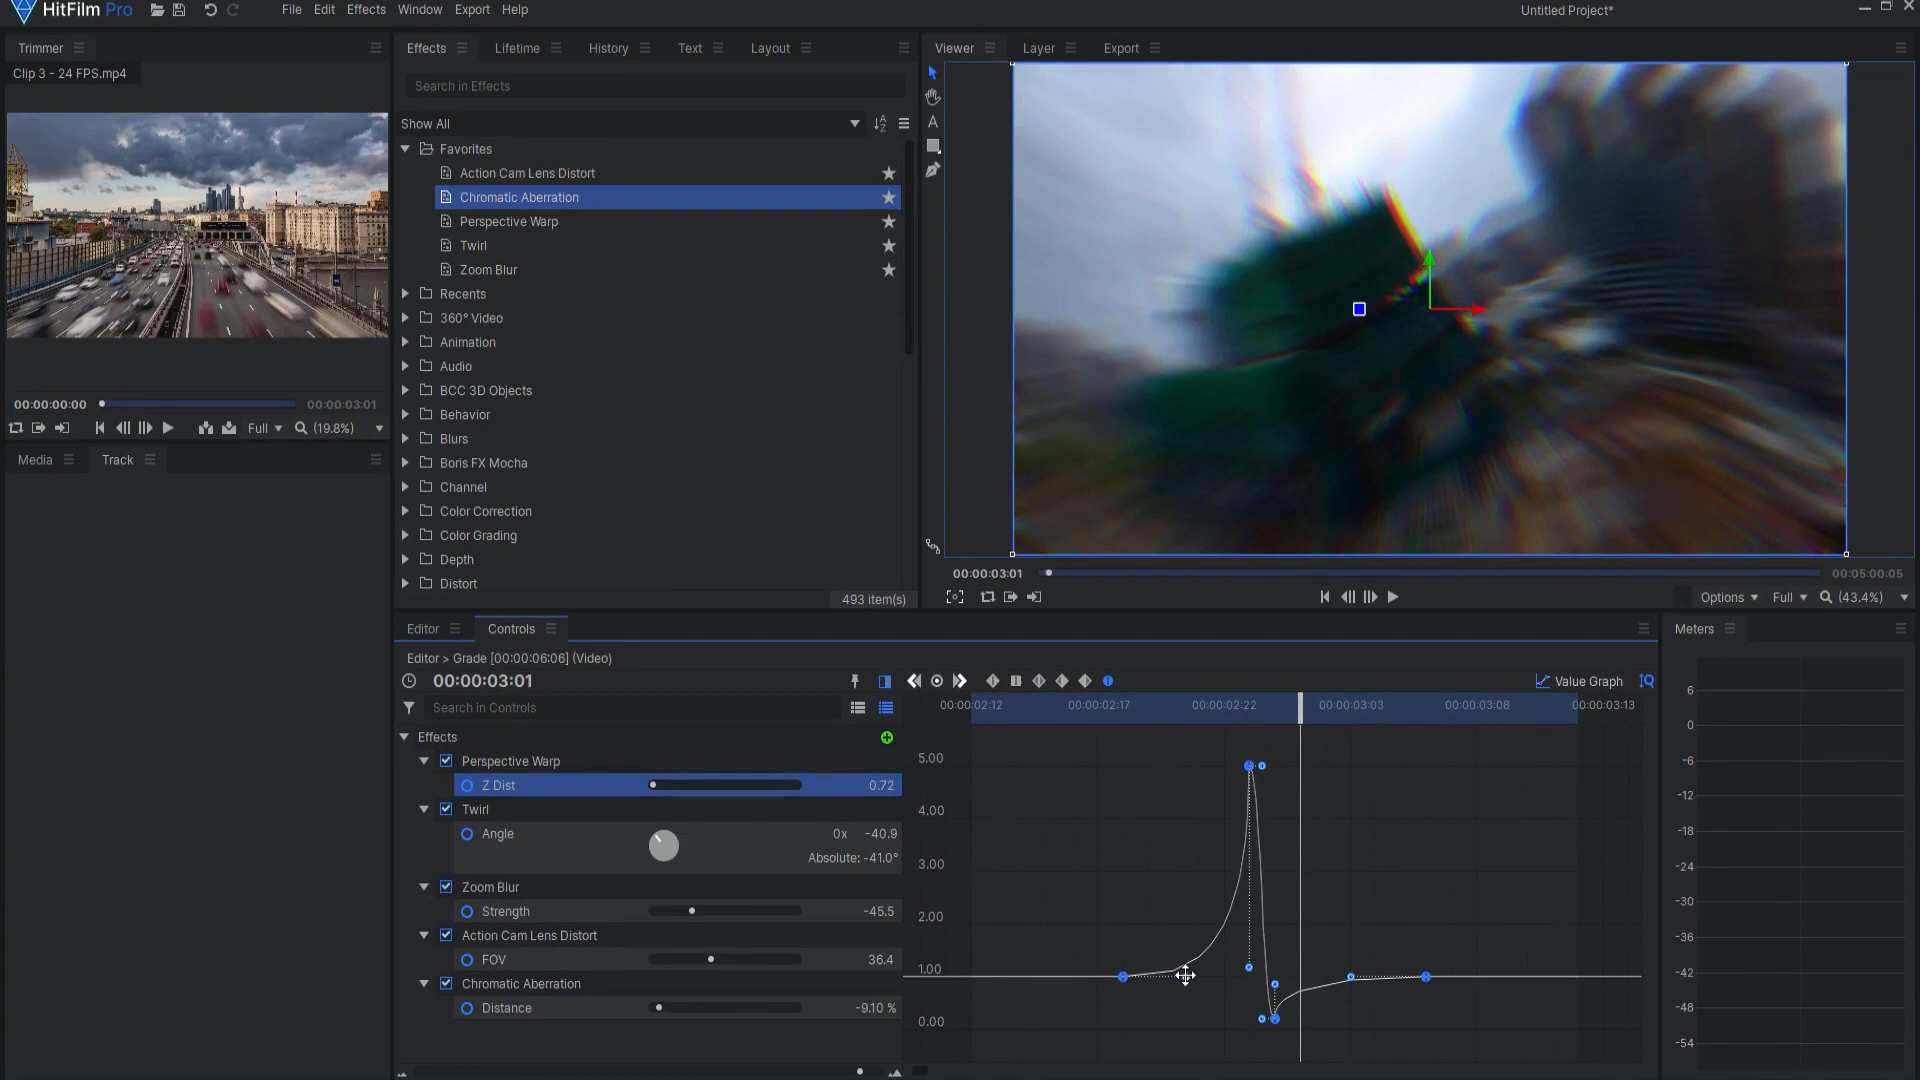 HitFilm Pro
File Edit Effects Window Export Help
Untitled Project*
Trimmer
Clip 3 - 24 FPS.mp4
00:00:00:00
00:00:03:01
Full
(19.8%)
Media
Track
Effects Lifetime History Text Layout
Search in Effects
Show All
Favorites
Action Cam Lens Distort
Chromatic Aberration
Perspective Warp
Twirl
Zoom Blur
Recents
360° Video
Animation
Audio
BCC 3D Objects
Behavior
Blurs
Boris FX Mocha
Channel
Color Correction
Color Grading
Depth
Distort
493 item(s)
Viewer Layer Export
A
00:00:03:01
00:05:00:05
Options Full (43.4%)
Editor Controls
Editor > Grade [00:00:06:06] (Video)
00:00:03:01
Value Graph
Search in Controls
00:00:02:12 00:00:02:17 00:00:02:22 00:00:03:03 00:00:03:08 00:00:03:13
Effects
Perspective Warp
Z Dist 0.72
Twirl
Angle 0x -40.9
Absolute: -41.0°
Zoom Blur
Strength -45.5
Action Cam Lens Distort
FOV 36.4
Chromatic Aberration
Distance -9.10 %
5.00
4.00
3.00
2.00
1.00
0.00
Meters
6
0
-6
-12
-18
-24
-30
-36
-42
-48
-54